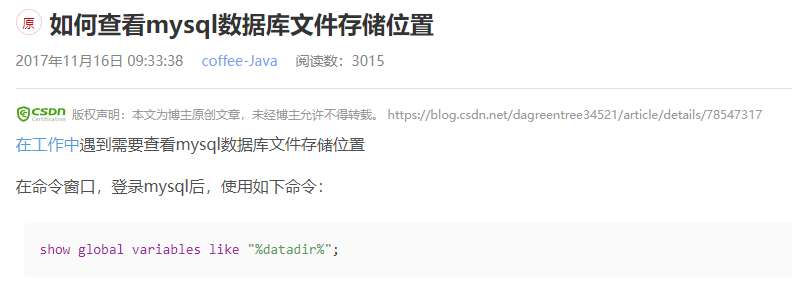 原 如何查看mysql数据库文件存储位置
2017年11月16日 09:33:38 coffee-Java 阅读数：3015
CSDN Certification 版权声明：本文为博主原创文章，未经博主允许不得转载。 https://blog.csdn.net/dagreentree34521/article/details/78547317
在工作中遇到需要查看mysql数据库文件存储位置
在命令窗口，登录mysql后，使用如下命令：
show global variables like "%datadir%";